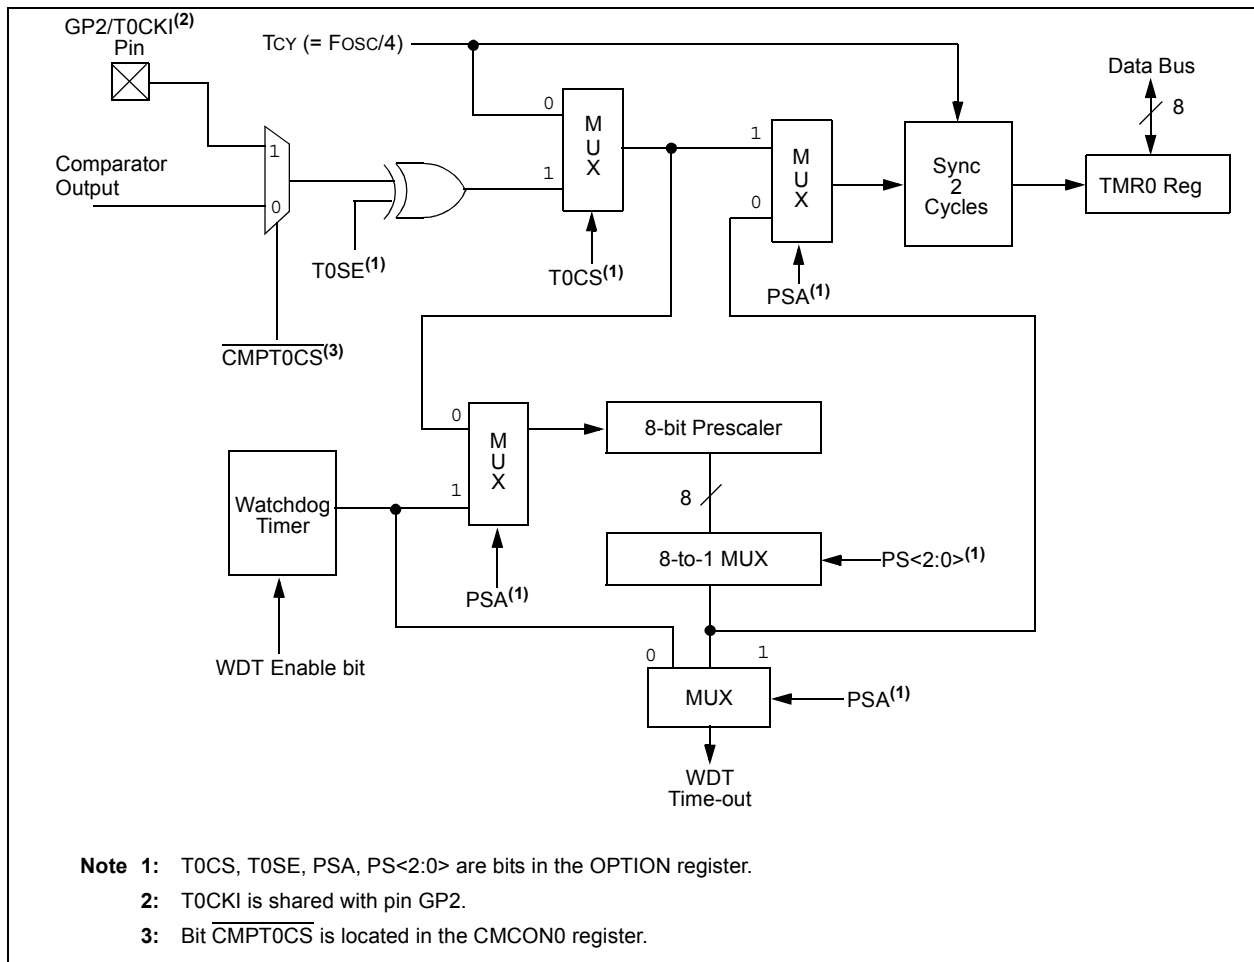 GP2/T0CKI(2)
Pin
TCY (= FOSC/4)
Data Bus
8
0
M
U
X
1
Comparator
Output
1
0
T0SE(1)
T0CS(1)
1
M
U
X
0
PSA(1)
Sync
2
Cycles
TMR0 Reg
CMPT0CS(3)
0
M
U
X
1
8-bit Prescaler
Watchdog
Timer
8
8-to-1 MUX
PS<2:0>(1)
PSA(1)
WDT Enable bit
0
1
MUX
PSA(1)
WDT
Time-out
Note 1: T0CS, T0SE, PSA, PS<2:0> are bits in the OPTION register.
2: T0CKI is shared with pin GP2.
3: Bit CMPT0CS is located in the CMCON0 register.